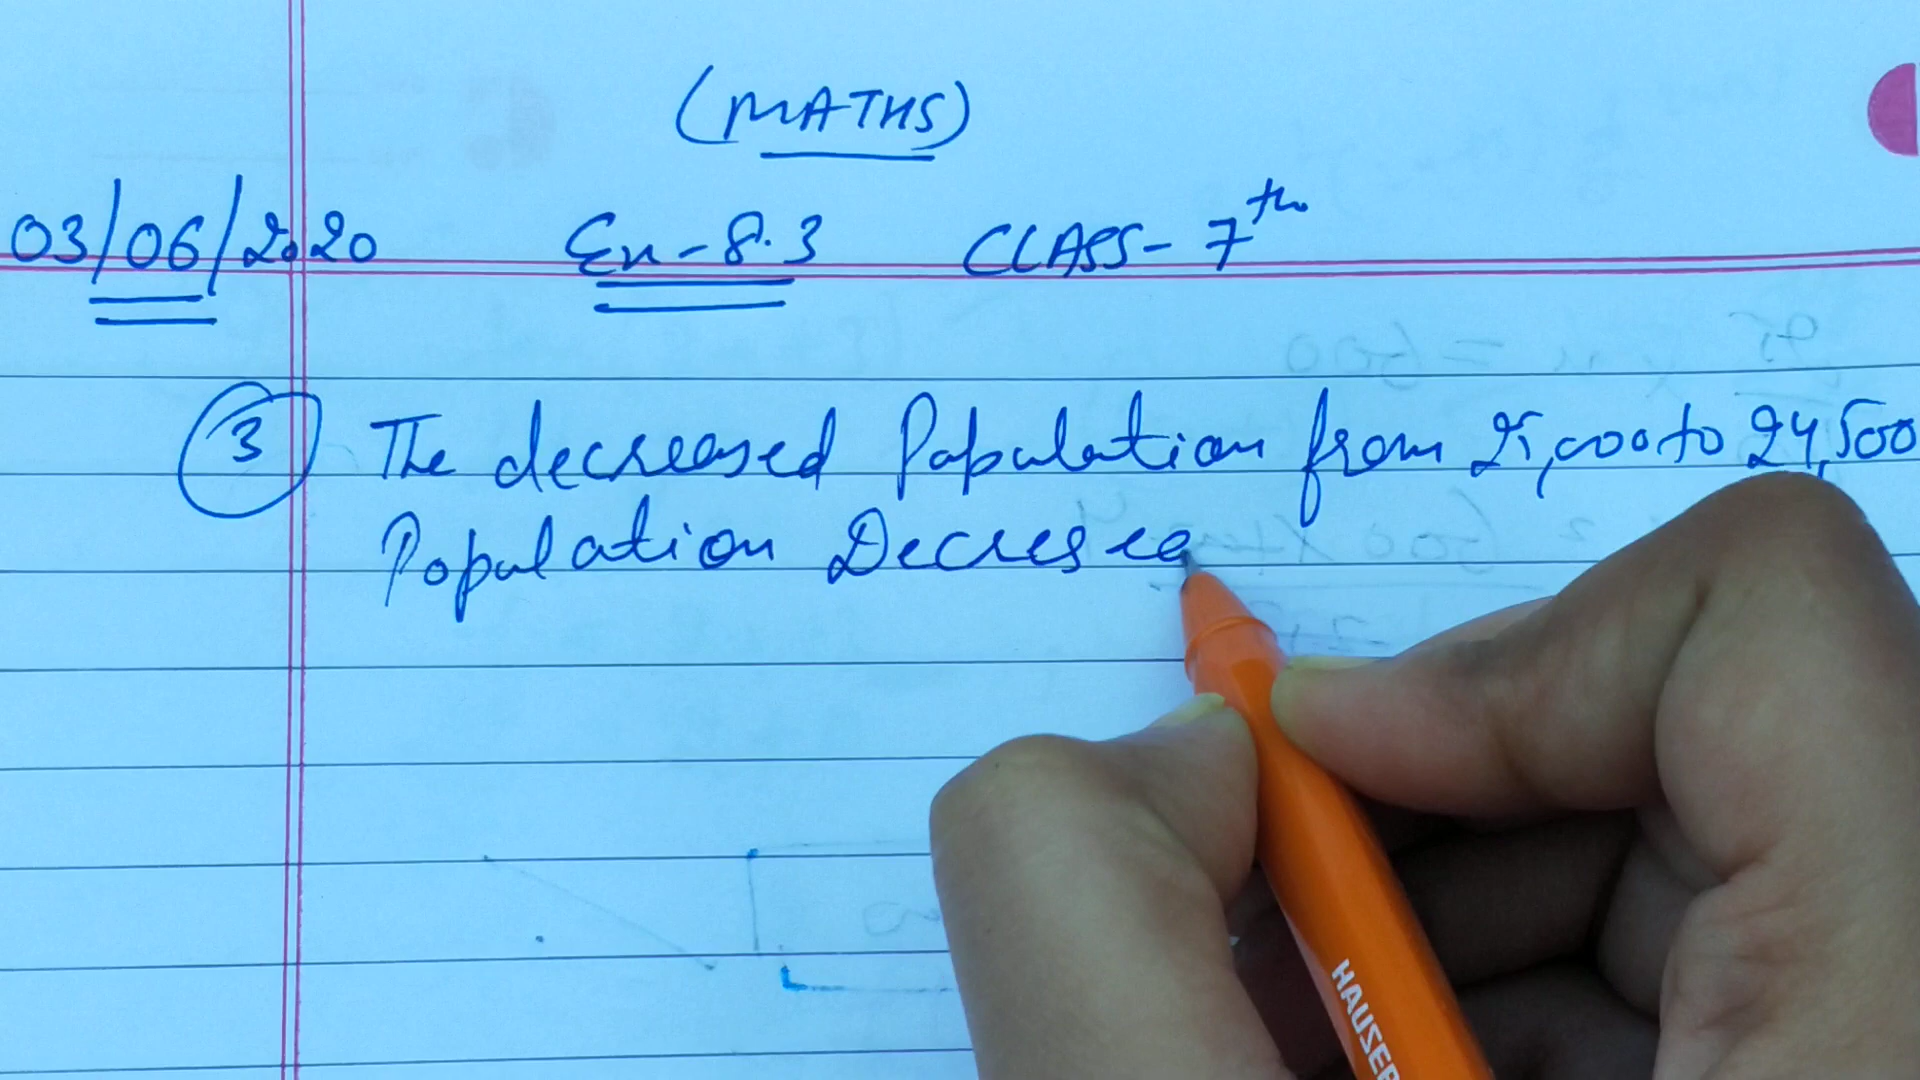 (MATHS)
03/06/2020 Ex-8.3 CLASS-7th
3 The decreased Population from 25,000 to 24,500
Population Decresea
HAUSER